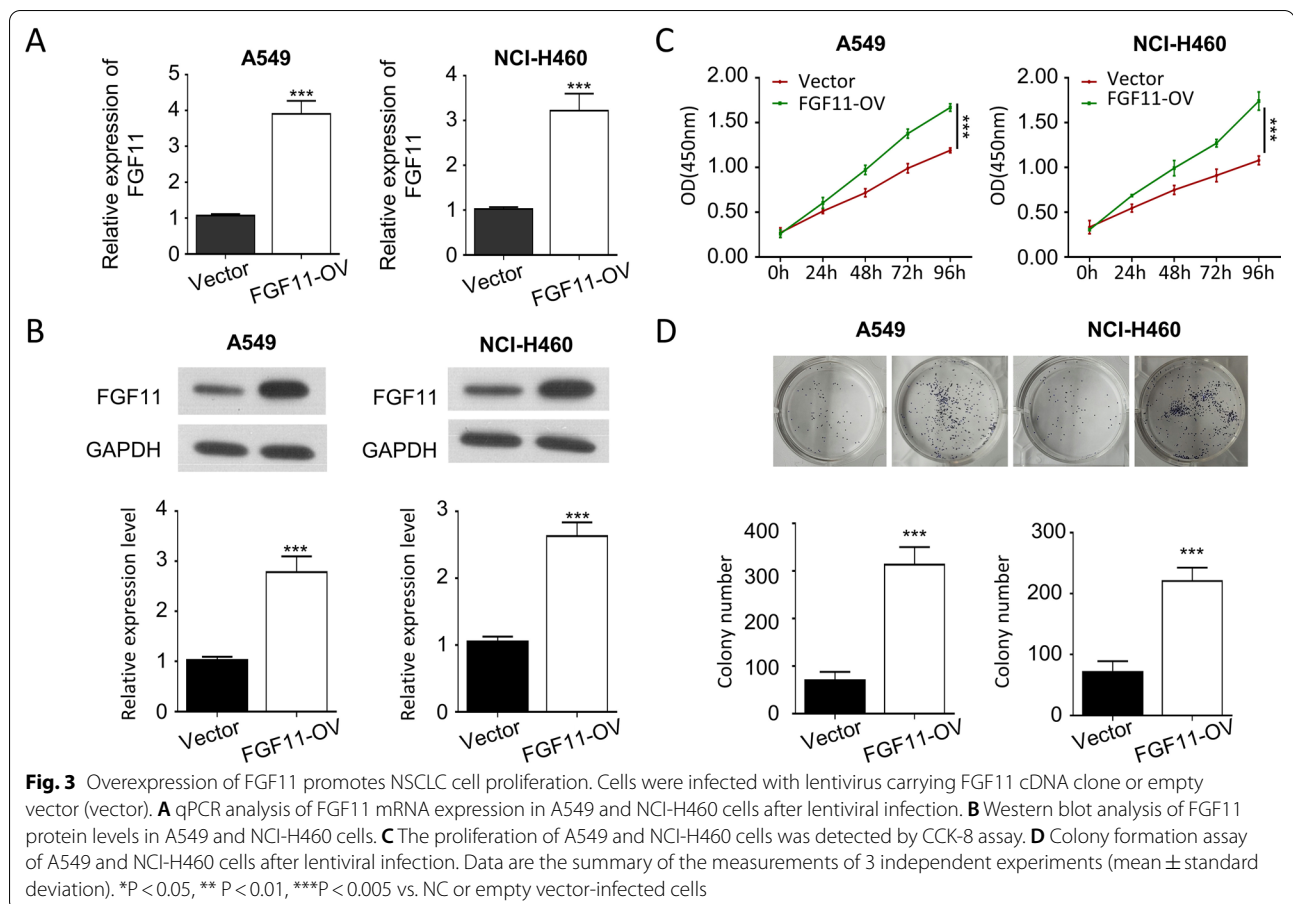 A
A549
Relative expression of
FGF11
5
4
3
2
1
0
***
Vector
FGF11-OV
NCI-H460
Relative expression of
FGF11
4
3
2
1
0
***
Vector
FGF11-OV
C
A549
OD(450nm)
2.00
1.50
1.00
0.50
0.00
Vector
FGF11-OV
***
0h 24h 48h 72h 96h
NCI-H460
OD(450nm)
2.00
1.50
1.00
0.50
0.00
Vector
FGF11-OV
***
0h 24h 48h 72h 96h
B
A549
FGF11
GAPDH
NCI-H460
FGF11
GAPDH
Relative expression level
4
3
2
1
0
***
Vector
FGF11-OV
Relative expression level
3
2
1
0
***
Vector
FGF11-OV
D
A549
NCI-H460
Colony number
400
300
200
100
0
***
Vector
FGF11-OV
Colony number
300
200
100
0
***
Vector
FGF11-OV
Fig. 3 Overexpression of FGF11 promotes NSCLC cell proliferation. Cells were infected with lentivirus carrying FGF11 cDNA clone or empty
vector (vector). A qPCR analysis of FGF11 mRNA expression in A549 and NCI-H460 cells after lentiviral infection. B Western blot analysis of FGF11
protein levels in A549 and NCI-H460 cells. C The proliferation of A549 and NCI-H460 cells was detected by CCK-8 assay. D Colony formation assay
of A549 and NCI-H460 cells after lentiviral infection. Data are the summary of the measurements of 3 independent experiments (mean ± standard
deviation). *P < 0.05, ** P < 0.01, ***P < 0.005 vs. NC or empty vector-infected cells